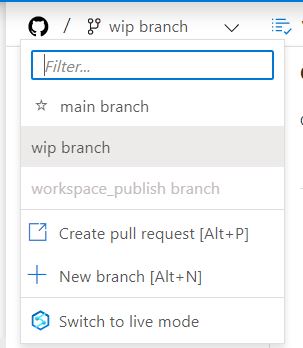 / wip branch
Filter...
main branch
wip branch
workspace_publish branch
Create pull request [Alt+P]
New branch [Alt+N]
Switch to live mode